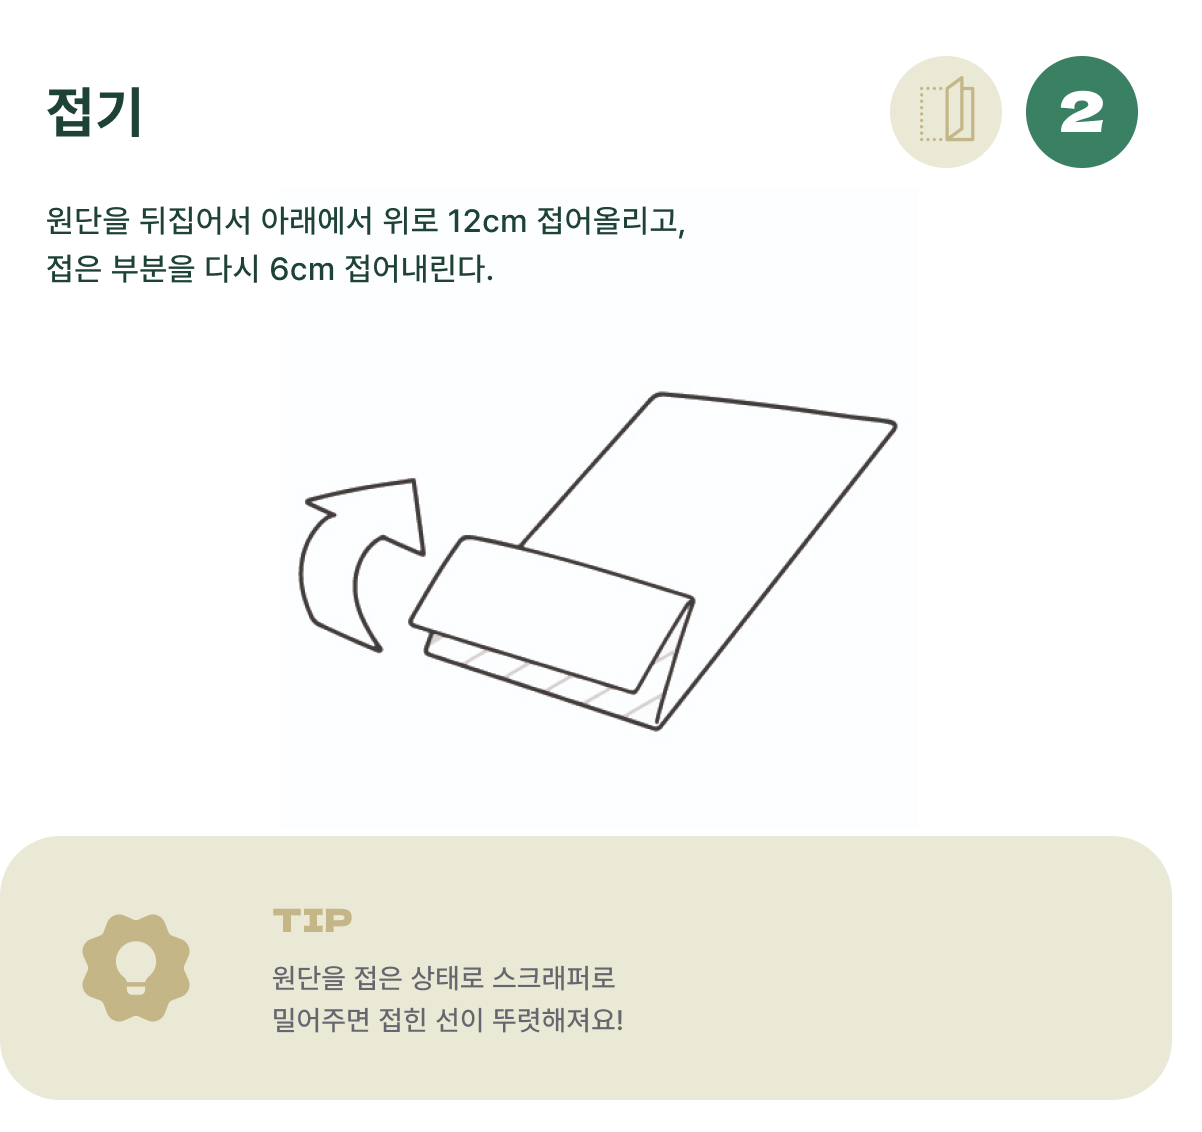 접기
2
원단을 뒤집어서 아래에서 위로 12cm 접어올리고,
접은 부분을 다시 6cm 접어내린다.
TIP
원단을 접은 상태로 스크래퍼로
밀어주면 접힌 선이 뚜렷해져요!